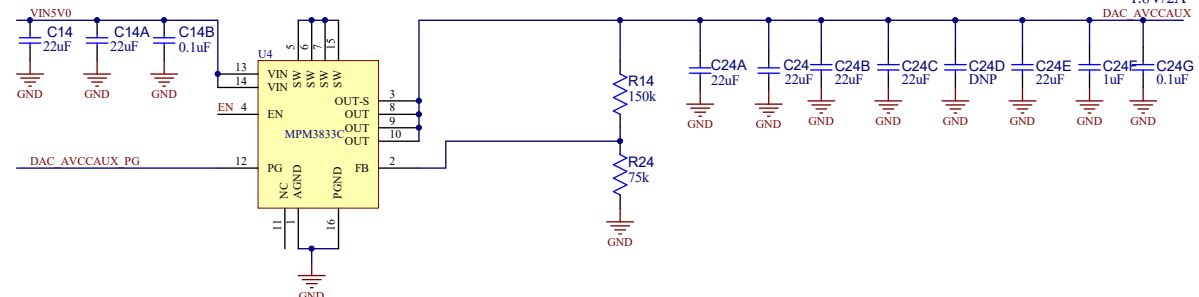 1.8V/2A
VIN5V0
DAC_AVCCAUX
C14
22uF
C14A
22uF
C14B
0.1uF
GND
GND
GND
U4
5
6
7
15
SW
SW
SW
SW
13
VIN
14
VIN
EN
4
EN
DAC_AVCCAUX_PG
12
PG
MPM3833C
OUT-S
3
OUT
8
OUT
9
OUT
10
FB
2
NC
AGND
PGND
11
1
16
GND
R14
150k
R24
75k
GND
C24A
22uF
C24
22uF
C24B
22uF
C24C
22uF
C24D
DNP
C24E
22uF
C24F
1uF
C24G
0.1uF
GND
GND
GND
GND
GND
GND
GND
GND